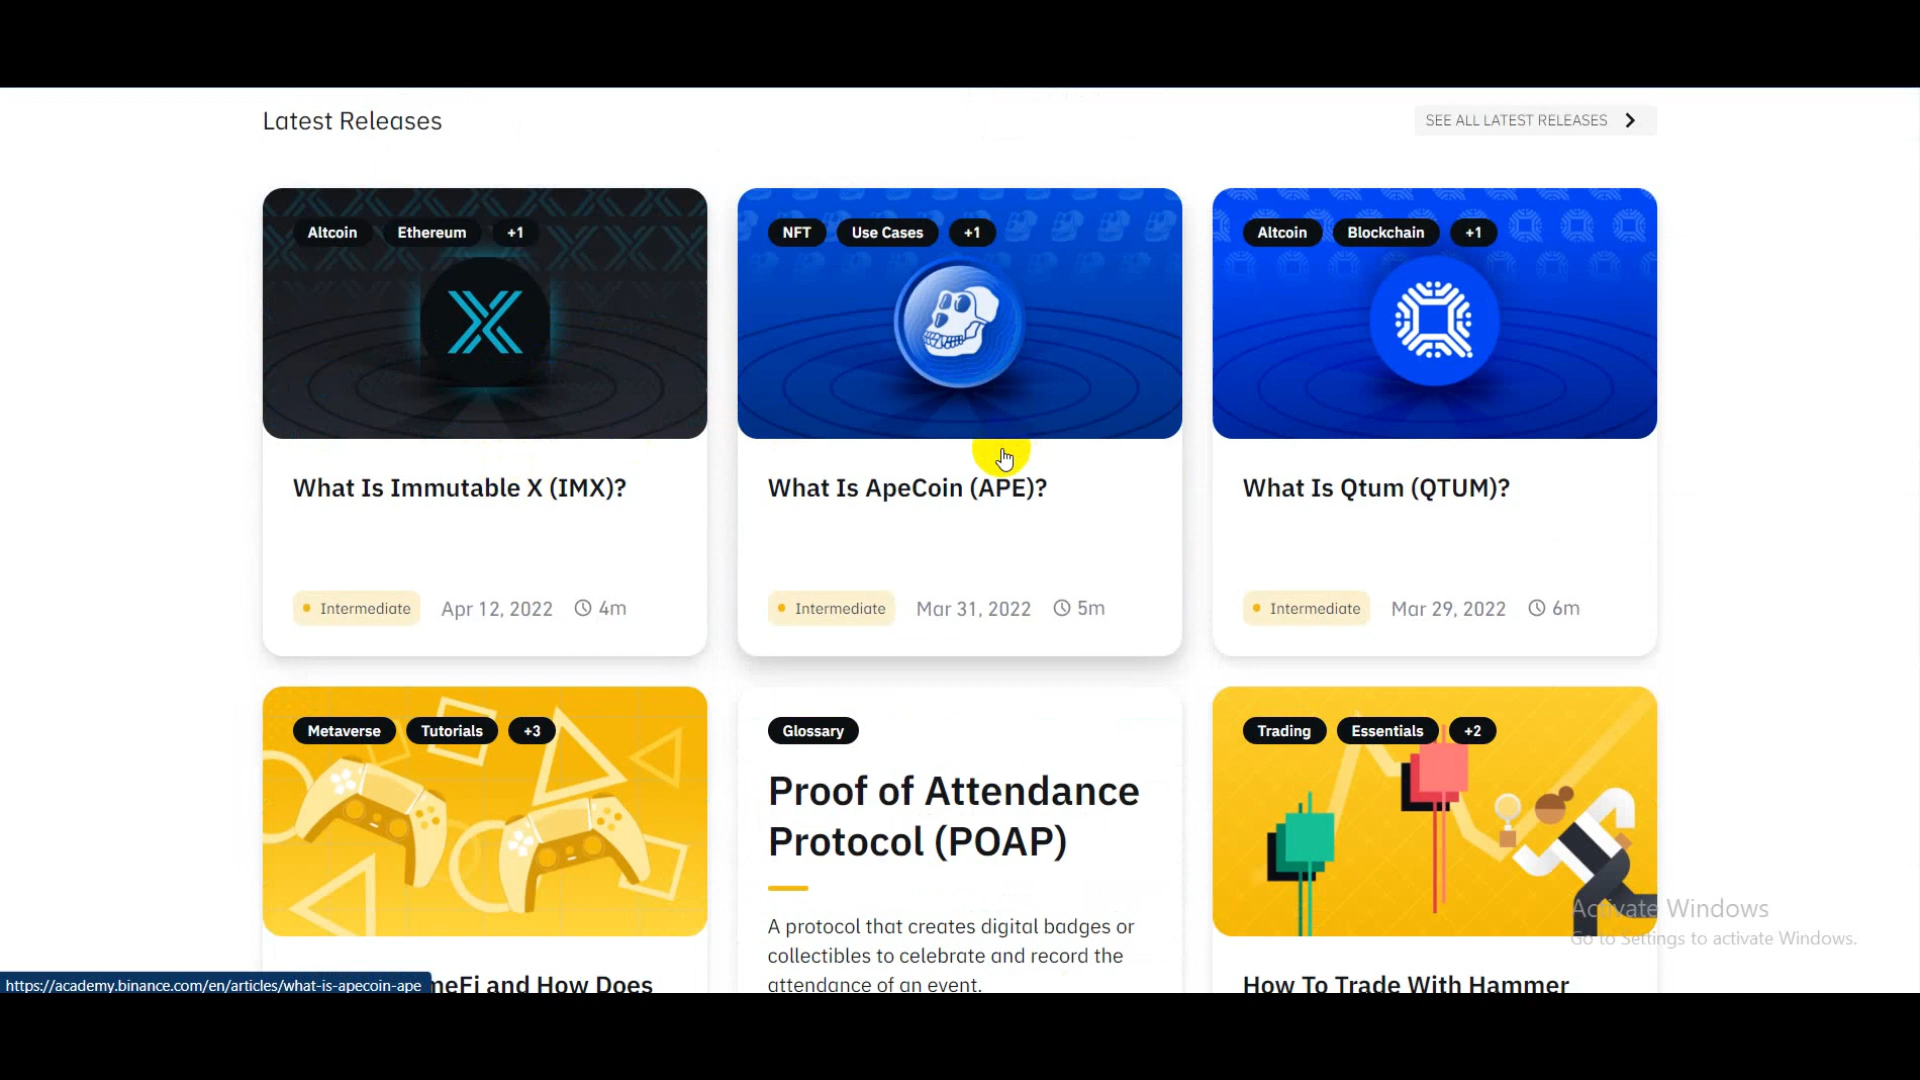 Latest Releases
SEE ALL LATEST RELEASES
Altcoin Ethereum +1
What Is Immutable X (IMX)?
Intermediate Apr 12, 2022 4m
NFT Use Cases +1
What Is ApeCoin (APE)?
Intermediate Mar 31, 2022 5m
Altcoin Blockchain +1
What Is Qtum (QTUM)?
Intermediate Mar 29, 2022 6m
Metaverse Tutorials +3
and How Does
Glossary
Proof of Attendance
Protocol (POAP)
A protocol that creates digital badges or
collectibles to celebrate and record the
attendance of an event.
Trading Essentials +2
How To Trade With Hammer
Activate Windows
Go to Settings to activate Windows.
https://academy.binance.com/en/articles/what-is-apecoin-ape